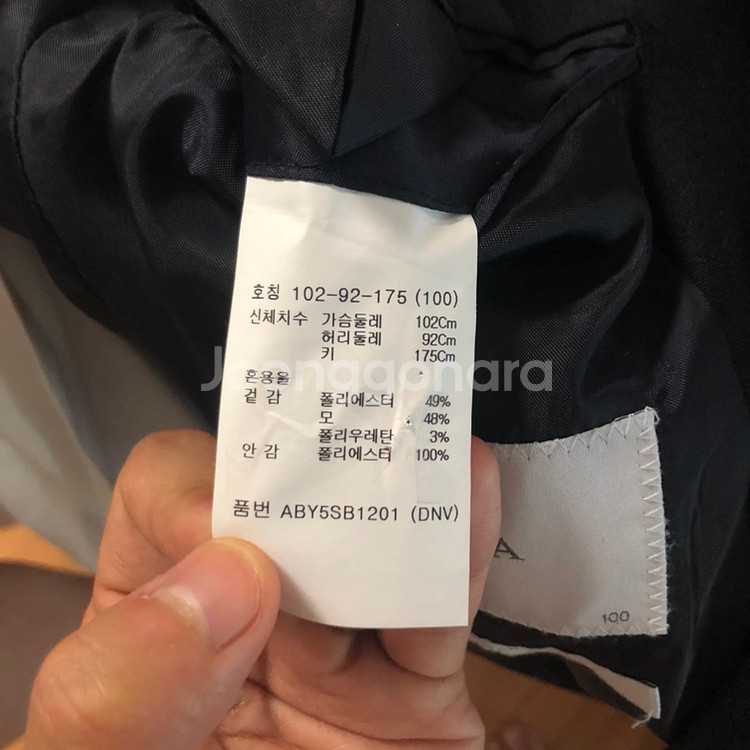 호칭 102-92-175 (100)
신체치수 가슴둘레 102Cm
허리둘레 92Cm
키 175Cm
혼용율
겉감 폴리에스터 49%
모 48%
폴리우레탄 3%
안감 폴리에스터 100%
품번 ABY5SB1201 (DNV)
A
100
Joonggonara